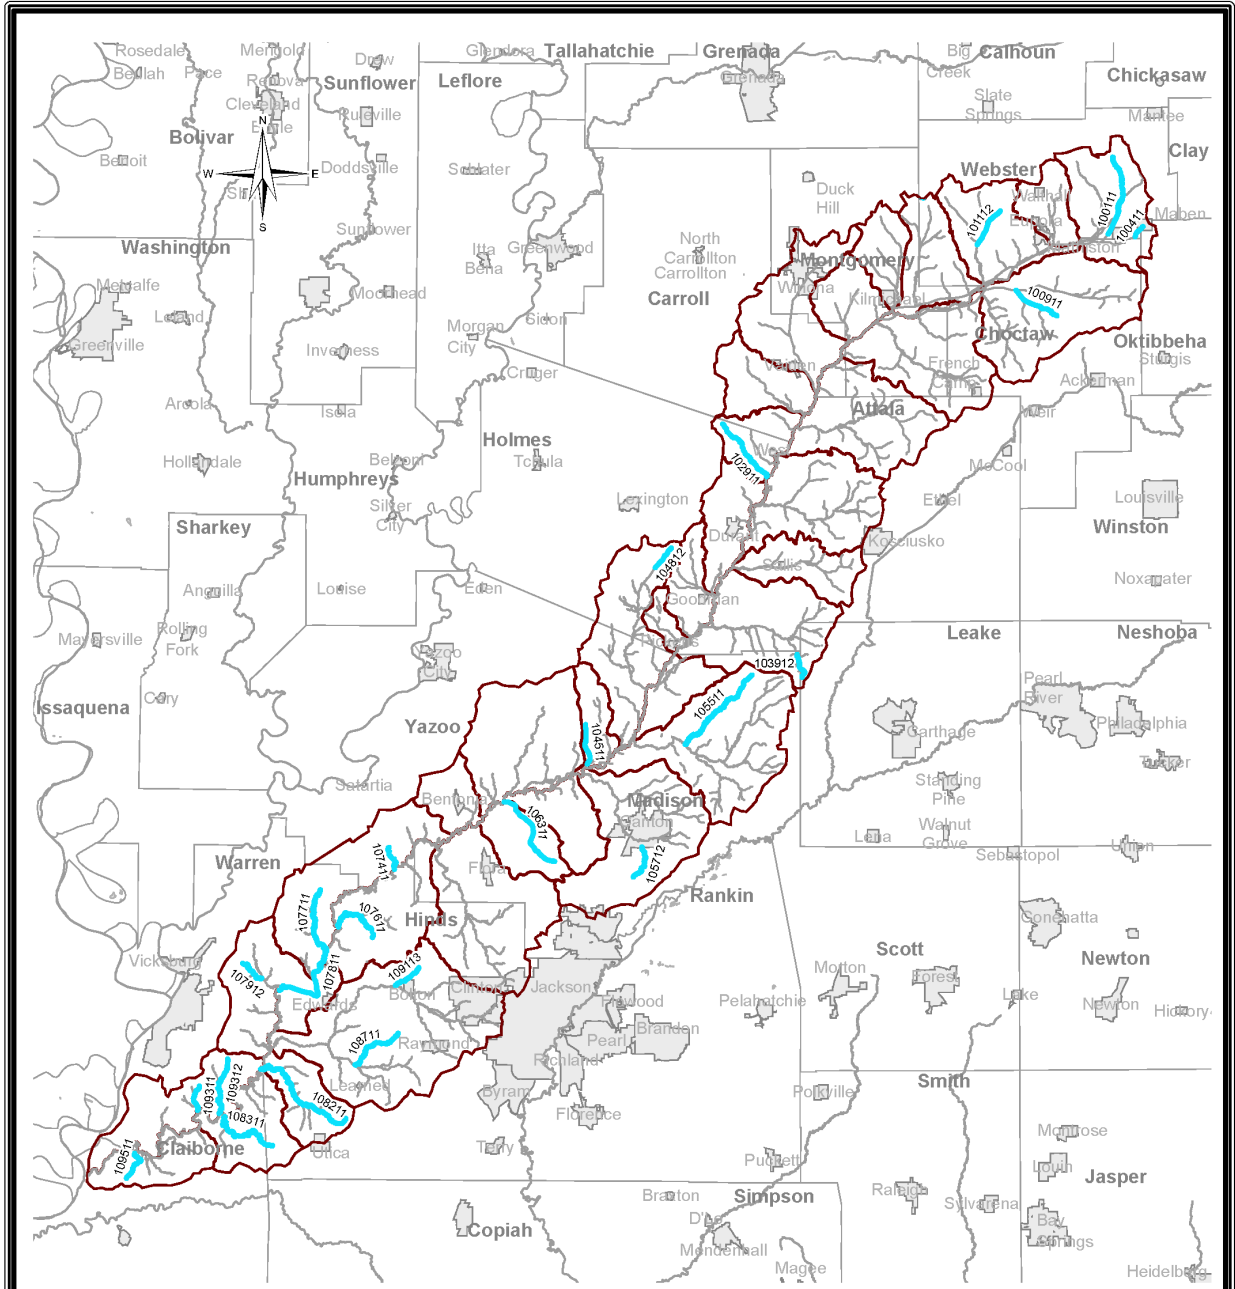 Rosedale
Merigold
Drew
Glendora
Tallahatchie
Grenada
Big
Creek
Calhoun
Beulah
Pace
Renova
Sunflower
Leflore
Grenada
Chickasaw
Cleveland
Ruleville
Slate
Springs
Mantee
Bolivar
N
Benoit
W
E
S
Doddsville
Schlater
Duck
Hill
Webster
Clay
Walthall
Eupora
Maben
100111
100411
101112
Washington
Sunflower
Itta
Bena
Greenwood
North
Carrollton
Carrollton
Montgomery
Winona
Kilmichael
Metcalfe
Moorhead
Carroll
100911
Leland
Greenville
Morgan
City
Sidon
Inverness
Choctaw
Oktibbeha
Sturgis
Vaiden
French
Camp
Cruger
Ackerman
Arcola
Isola
Attala
Weir
Holmes
West
102911
Hollandale
Belzoni
Tchula
McCool
Humphreys
Silver
City
Lexington
Ethel
Louisville
Sharkey
Durant
Kosciusko
Winston
104812
Sallis
Anguilla
Louise
Eden
Goodman
Noxapater
Mayersville
Rolling
Fork
Pickens
Leake
Neshoba
Yazoo
City
103912
Issaquena
Cary
105511
Pearl
River
Yazoo
104511
Carthage
Philadelphia
Tucker
Satartia
Bentonia
Madison
Standing
Pine
106311
Canton
Walnut
Grove
Lena
Union
Warren
107411
105712
Sebastopol
Flora
Rankin
107711
107611
Hinds
Conehatta
Scott
Vicksburg
107912
107811
109113
Motton
Newton
Edwards
Bolton
Clinton
Jackson
Forest
Lake
Flowood
Pelahatchie
Newton
Hickory
108711
Raymond
Pearl
Brandon
Richland
Learned
109311
109312
108211
Byram
Polkville
Smith
108311
Florence
Claiborne
109511
Utica
Terry
Montrose
Puckett
Louin
Jasper
Braxton
Simpson
Raleigh
Sylvarena
Copiah
D'Lo
Mendenhall
Bay
Springs
Magee
Heidelberg